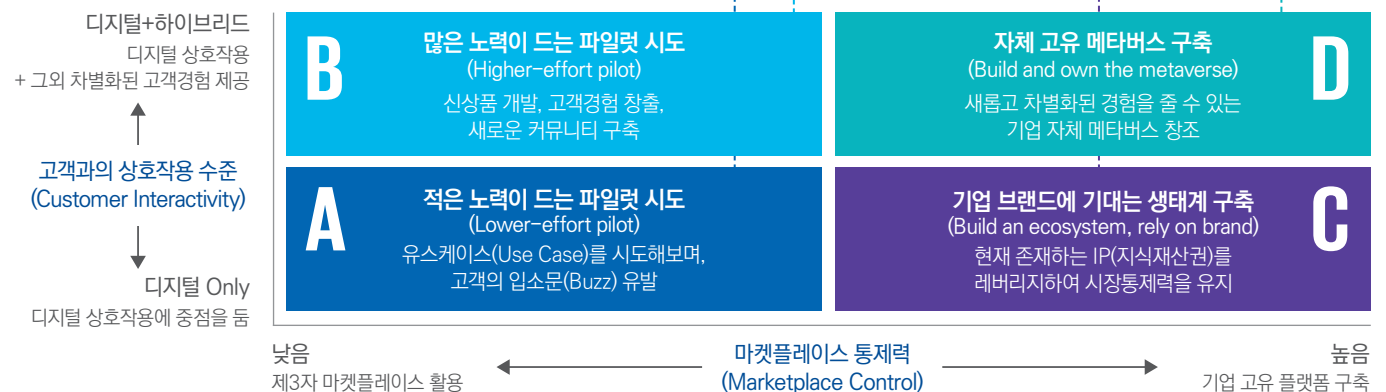 디지털+하이브리드
디지털 상호작용
+ 그외 차별화된 고객경험 제공
고객과의 상호작용 수준
(Customer Interactivity)
디지털 Only
디지털 상호작용에 중점을 둠
B
많은 노력이 드는 파일럿 시도
(Higher-effort pilot)
신상품 개발, 고객경험 창출,
새로운 커뮤니티 구축
자체 고유 메타버스 구축
(Build and own the metaverse)
새롭고 차별화된 경험을 줄 수 있는
기업 자체 메타버스 창조
D
A
적은 노력이 드는 파일럿 시도
(Lower-effort pilot)
유스케이스(Use Case)를 시도해보며,
고객의 입소문(Buzz) 유발
기업 브랜드에 기대는 생태계 구축
(Build an ecosystem, rely on brand)
현재 존재하는 IP(지식재산권)를
레버리지하여 시장통제력을 유지
C
낮음
제3자 마켓플레이스 활용
마켓플레이스 통제력
(Marketplace Control)
높음
기업 고유 플랫폼 구축